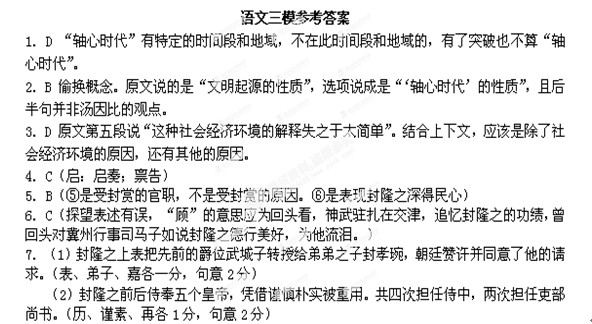 语文三模参考答案
1. D “轴心时代”有特定的时间段和地域，不在此时间段和地域的，有了突破也不算“轴
心时代”。
2. B 偷换概念。原文说的是“文明起源的性质”，选项说成是“‘轴心时代’的性质”，且后
半句并非汤因比的观点。
3. D 原文第五段说“这种社会经济环境的解释失之于太简单”。结合上下文，应该是除了社
会经济环境的原因，还有其他的原因。
4. C（启：启奏；禀告）
5. B（⑤是受封赏的官职，不是受封赏的原因。⑥是表现封隆之深得民心）
6. C（探望表述有误，“顾”的意思应为回头看，神武驻扎在交津，追忆封隆之的功绩，曾
回头对冀州行事司马子如说封隆之德行美好，为他流泪。）
7. （1）封隆之上表把先前的爵位武城子转授给弟弟之子封孝琬，朝廷赞许并同意了他的请
求。（表、弟子、嘉各一分，句意 2 分）
（2）封隆之前后侍奉五个皇帝，凭借谨慎朴实被重用。共四次担任侍中，两次担任吏部
尚书。（历、谨素、再各 1 分，句意 2 分）